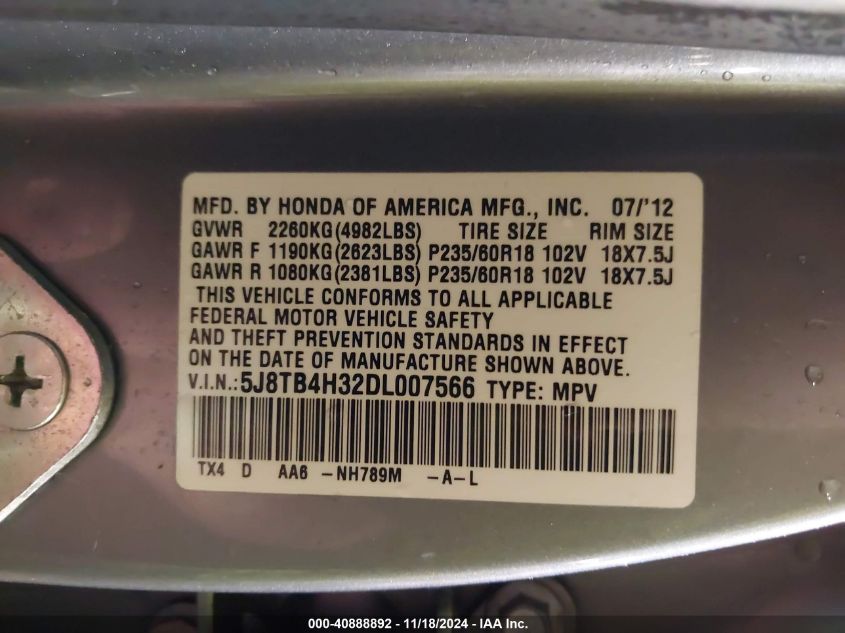 MFD. BY HONDA OF AMERICA MFG., INC. 07/'12
GVWR 2260KG(4982LBS) TIRE SIZE RIM SIZE
GAWR F 1190KG(2623LBS) P235/60R18 102V 18X7.5J
GAWR R 1080KG(2381LBS) P235/60R18 102V 18X7.5J
THIS VEHICLE CONFORMS TO ALL APPLICABLE
FEDERAL MOTOR VEHICLE SAFETY
AND THEFT PREVENTION STANDARDS IN EFFECT
ON THE DATE OF MANUFACTURE SHOWN ABOVE.
V.I.N.:5J8TB4H32DL007566 TYPE: MPV
TX4 D AA6 -NH789M -A-L
000-40888892 - 11/18/2024 - IAA Inc.